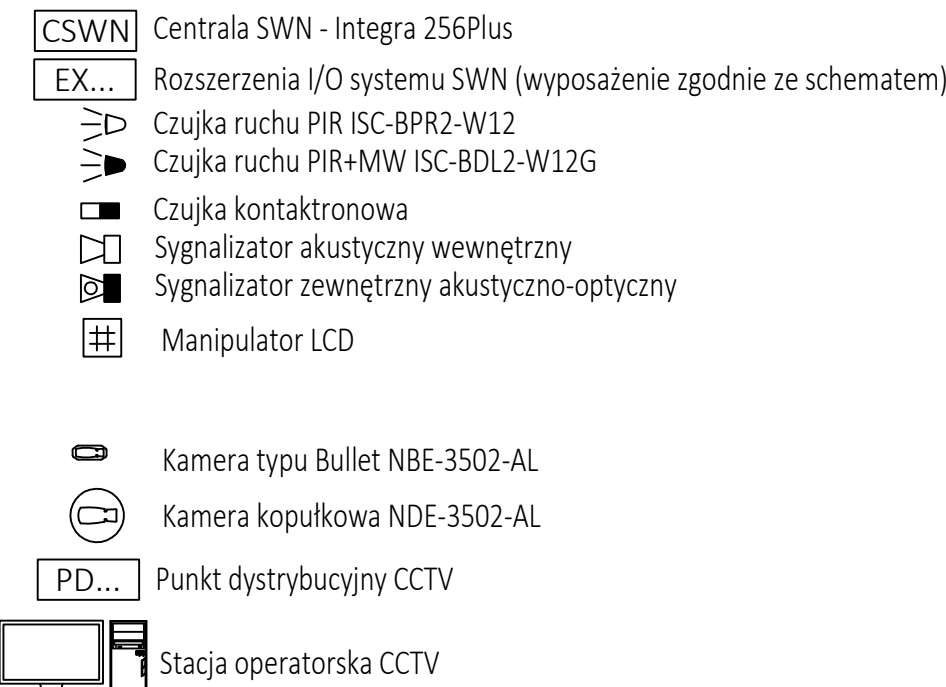 CSWN Centrala SWN - Integra 256Plus
EX... Rozszerzenia I/O systemu SWN (wyposażenie zgodnie ze schematem)
Czujka ruchu PIR ISC-BPR2-W12
Czujka ruchu PIR+MW ISC-BDL2-W12G
Czujka kontaktronowa
Sygnalizator akustyczny wewnętrzny
Sygnalizator zewnętrzny akustyczno-optyczny
Manipulator LCD
Kamera typu Bullet NBE-3502-AL
Kamera kopułkowa NDE-3502-AL
PD... Punkt dystrybucyjny CCTV
Stacja operatorska CCTV